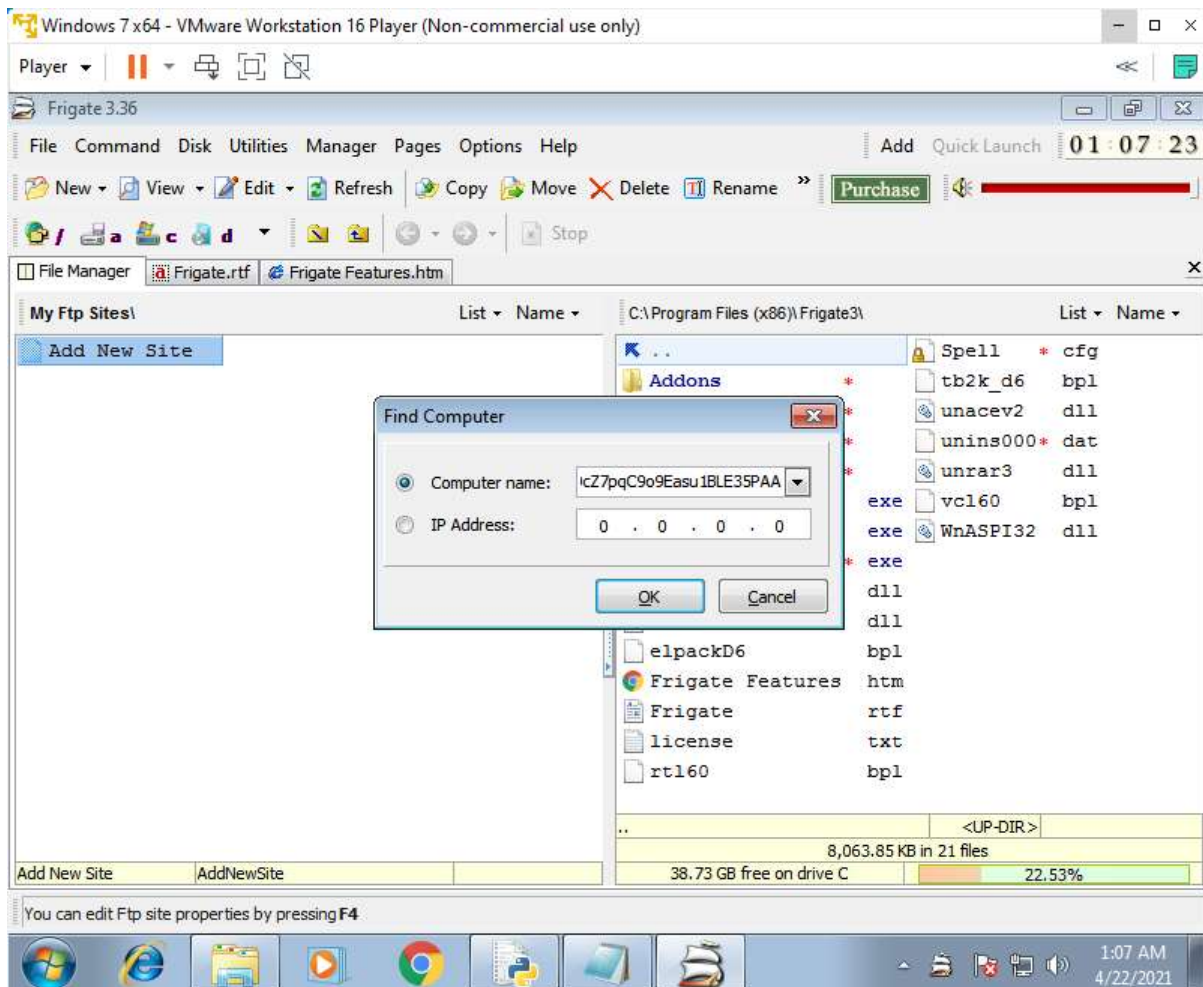 Windows 7 x64 - VMware Workstation 16 Player (Non-commercial use only)
Player
Frigate 3.36
File Command Disk Utilities Manager Pages Options Help Add Quick Launch 01:07:23
New View Edit Refresh Copy Move Delete Rename » Purchase
/ a c d Stop
File Manager Frigate.rtf Frigate Features.htm
My Ftp Sites\ List Name C:\Program Files (x86)\Frigate3\ List Name
Add New Site .. Spell * cfg
Addons * tb2k_d6 bpl
Find Computer * unacev2 dll
* unins000* dat
Computer name: cZ7pqC9o9Easu1BLE35PAA * unrar3 dll
exe vcl60 bpl
IP Address: 0 . 0 . 0 . 0 exe WnASPI32 dll
* exe
OK Cancel dll
dll
elpackD6 bpl
Frigate Features htm
Frigate rtf
license txt
rtl60 bpl
.. <UP-DIR>
8,063.85 KB in 21 files
Add New Site AddNewSite 38.73 GB free on drive C 22.53%
You can edit Ftp site properties by pressing F4
1:07 AM
4/22/2021